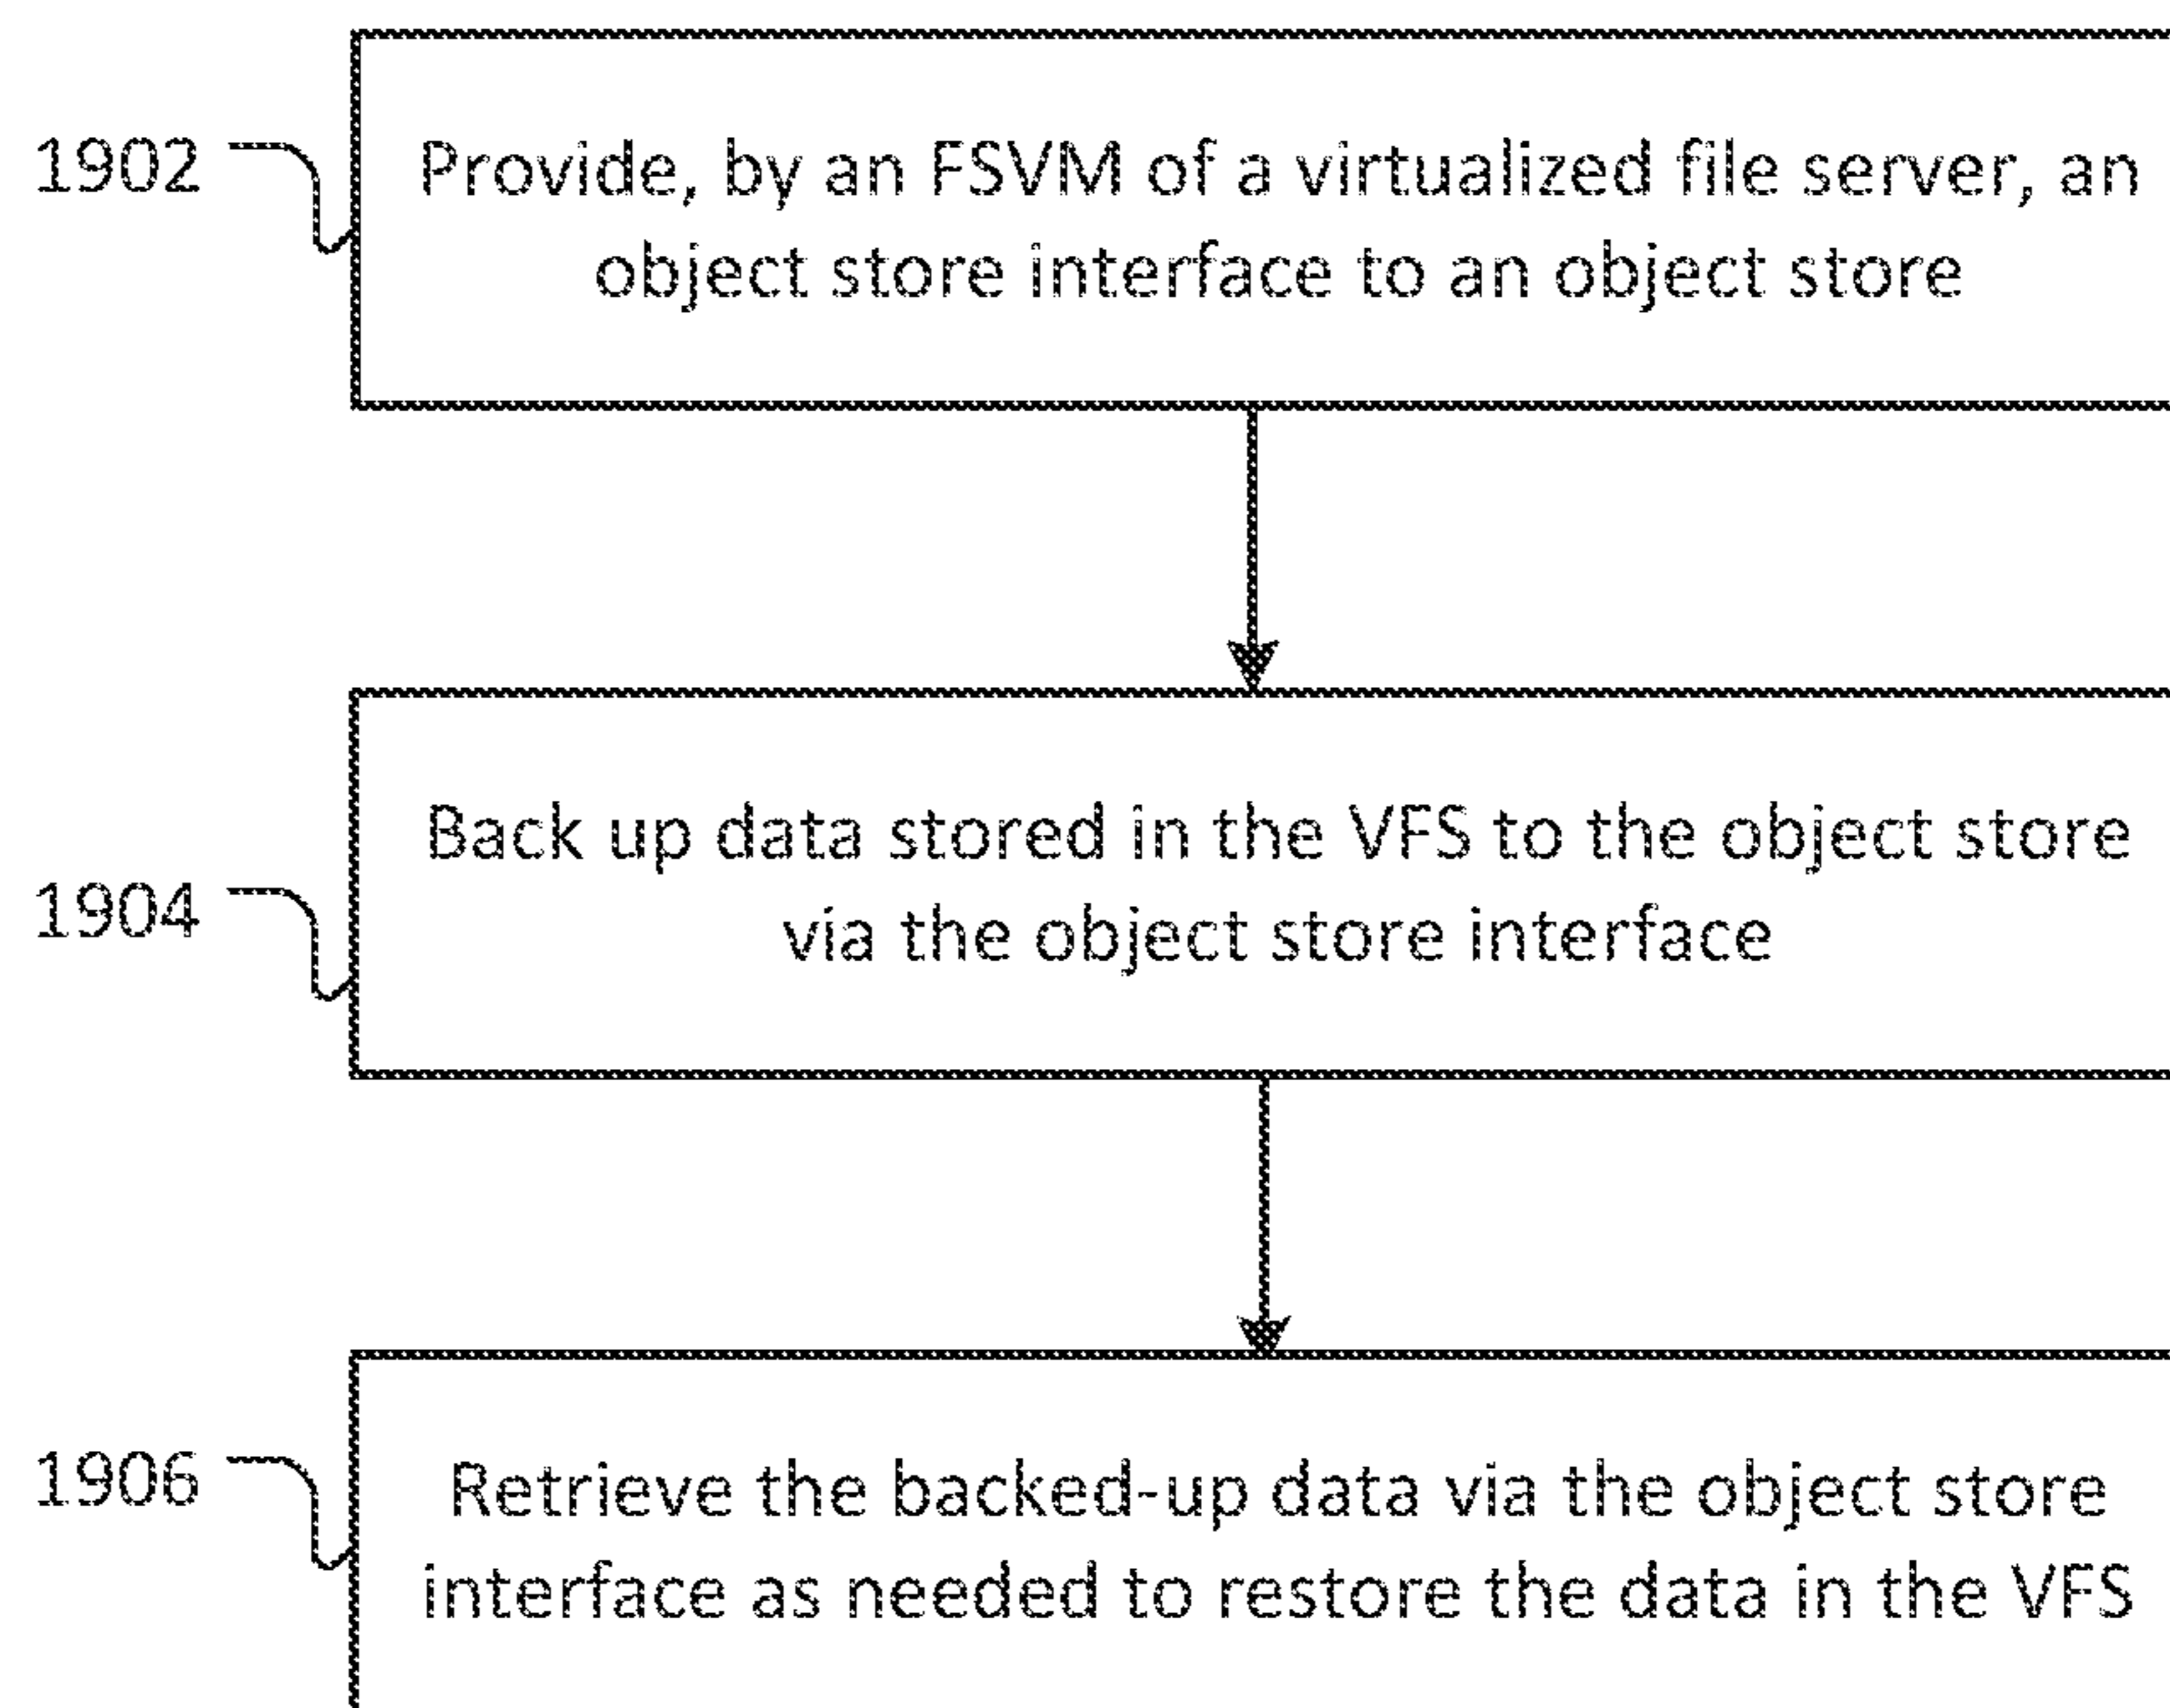 1902
Provide, by an FSVM of a virtualized file server, an
object store interface to an object store
Back up data stored in the VFS to the object store
1904
via the object store interface
1906
Retrieve the backed-up data via the object store
interface as needed to restore the data in the VFS